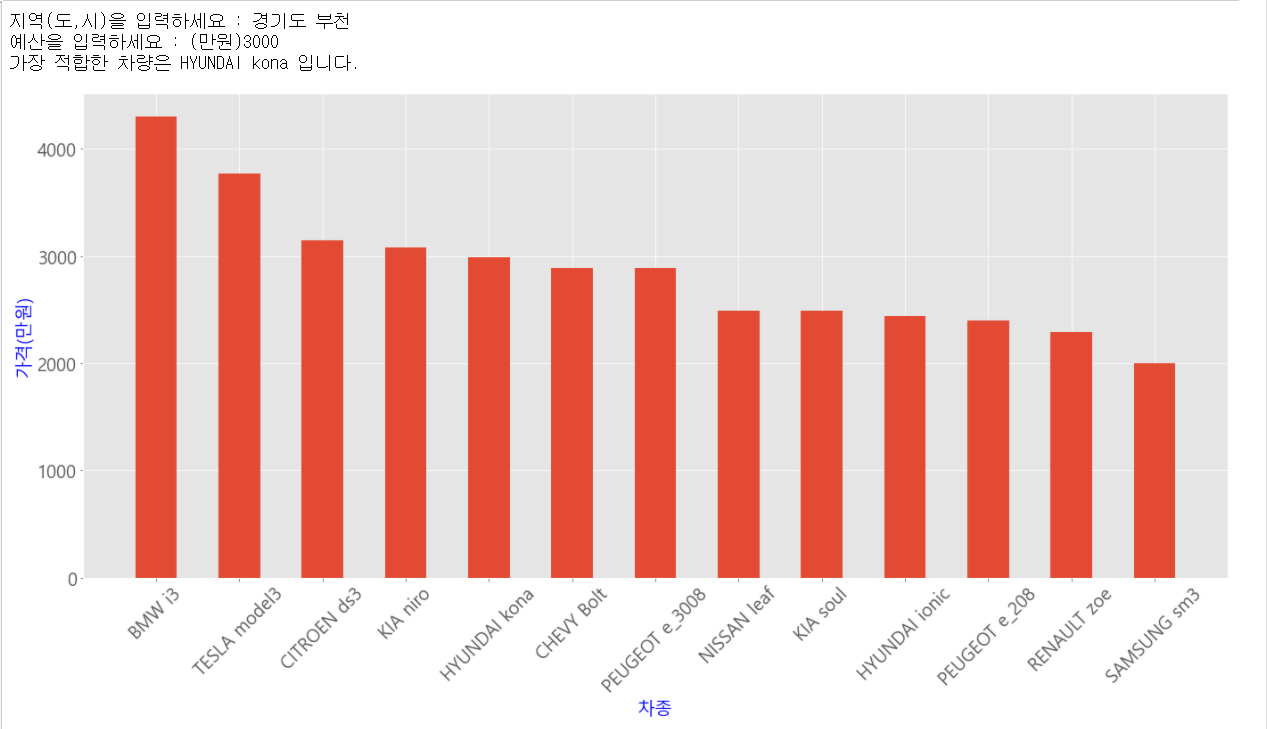 지역(도,시)을 입력하세요 : 경기도 부천
예산을 입력하세요 : (만원)3000
가장 적합한 차량은 HYUNDAI kona 입니다.
4000
3000
2000
1000
0
가격(만원)
BMW i3
TESLA model3
CITROEN ds3
KIA niro
HYUNDAI kona
CHEVY Bolt
PEUGEOT e_3008
NISSAN leaf
KIA soul
HYUNDAI ionic
PEUGEOT e_208
RENAULT zoe
SAMSUNG sm3
차종